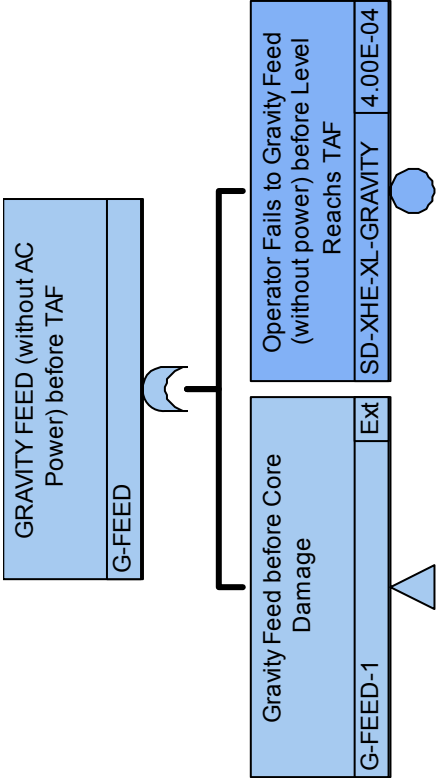 GRAVITY FEED (without AC
Power) before TAF
G-FEED
Gravity Feed before Core
Damage
G-FEED-1
Ext
Operator Fails to Gravity Feed
(without power) before Level
Reachs TAF
SD-XHE-XL-GRAVITY
4.00E-04